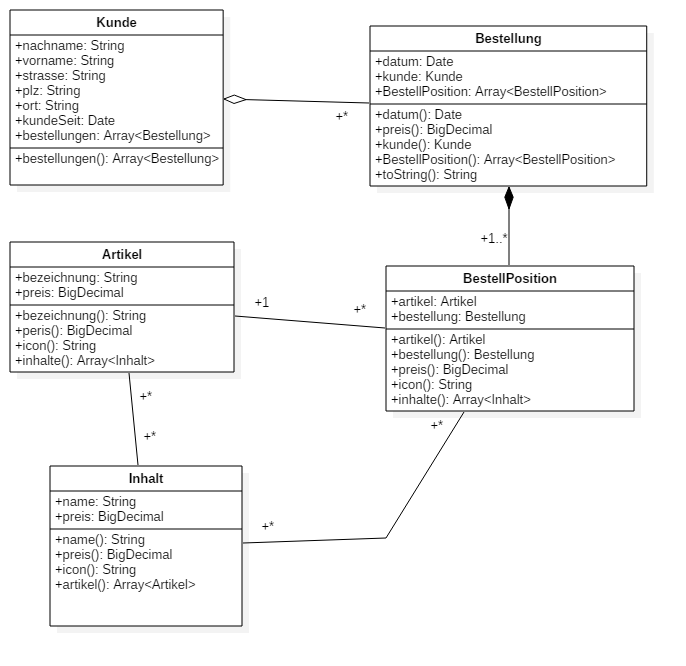 Kunde
+nachname: String
+vorname: String
+strasse: String
+plz: String
+ort: String
+kundeSeit: Date
+bestellungen: Array<Bestellung>
+bestellungen(): Array<Bestellung>
Bestellung
+datum: Date
+kunde: Kunde
+BestellPosition: Array<BestellPosition>
+datum(): Date
+preis(): BigDecimal
+kunde(): Kunde
+BestellPosition(): Array<BestellPosition>
+toString(): String
+*
+1..*
Artikel
+bezeichnung: String
+preis: BigDecimal
+bezeichnung(): String
+peris(): BigDecimal
+icon(): String
+inhalte(): Array<Inhalt>
+1
+*
BestellPosition
+artikel: Artikel
+bestellung: Bestellung
+artikel(): Artikel
+bestellung(): Bestellung
+preis(): BigDecimal
+icon(): String
+inhalte(): Array<Inhalt>
+*
+*
+*
+*
Inhalt
+name: String
+preis: BigDecimal
+name(): String
+preis(): BigDecimal
+icon(): String
+artikel(): Array<Artikel>